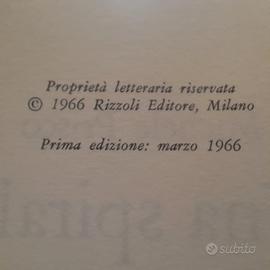 Proprietà letteraria riservata
© 1966 Rizzoli Editore, Milano
Prima edizione: marzo 1966
subito